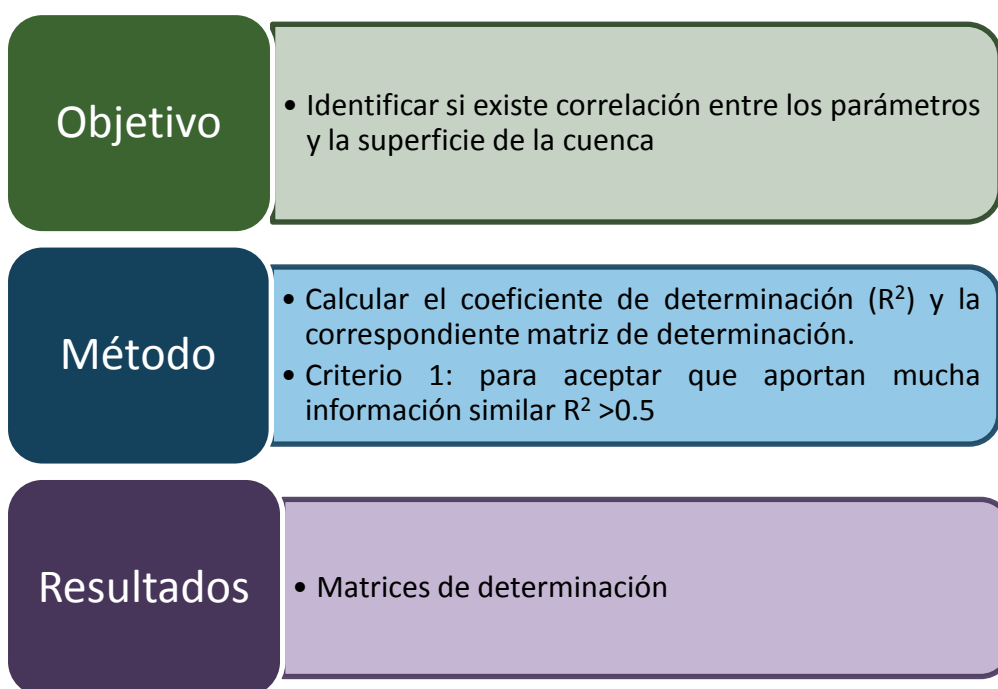 Objetivo
• Identificar si existe correlación entre los parámetros
y la superficie de la cuenca
Método
• Calcular el coeficiente de determinación (R²) y la
correspondiente matriz de determinación.
• Criterio 1: para aceptar que aportan mucha
información similar R² >0.5
Resultados
• Matrices de determinación